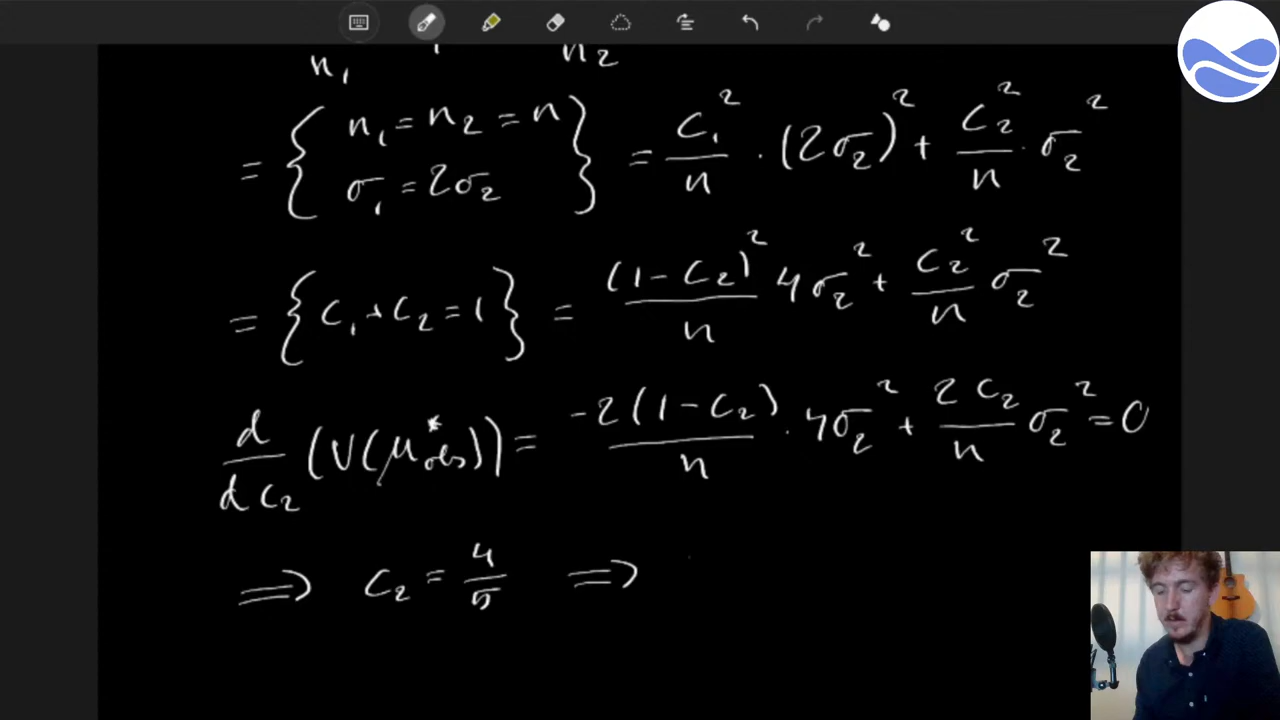 n₁ n₂
= { n₁ = n₂ = n
σ₁ = 2σ₂ } = C₁²/n · (2σ₂)² + C₂²/n · σ₂²
= { C₁ + C₂ = 1 } = (1 - C₂)²/n 4σ₂² + C₂²/n σ₂²
d/dC₂ (V(μ*obs)) = -2(1 - C₂)/n · 4σ₂² + 2C₂/n σ₂² = 0
⟹ C₂ = 4/5 ⟹